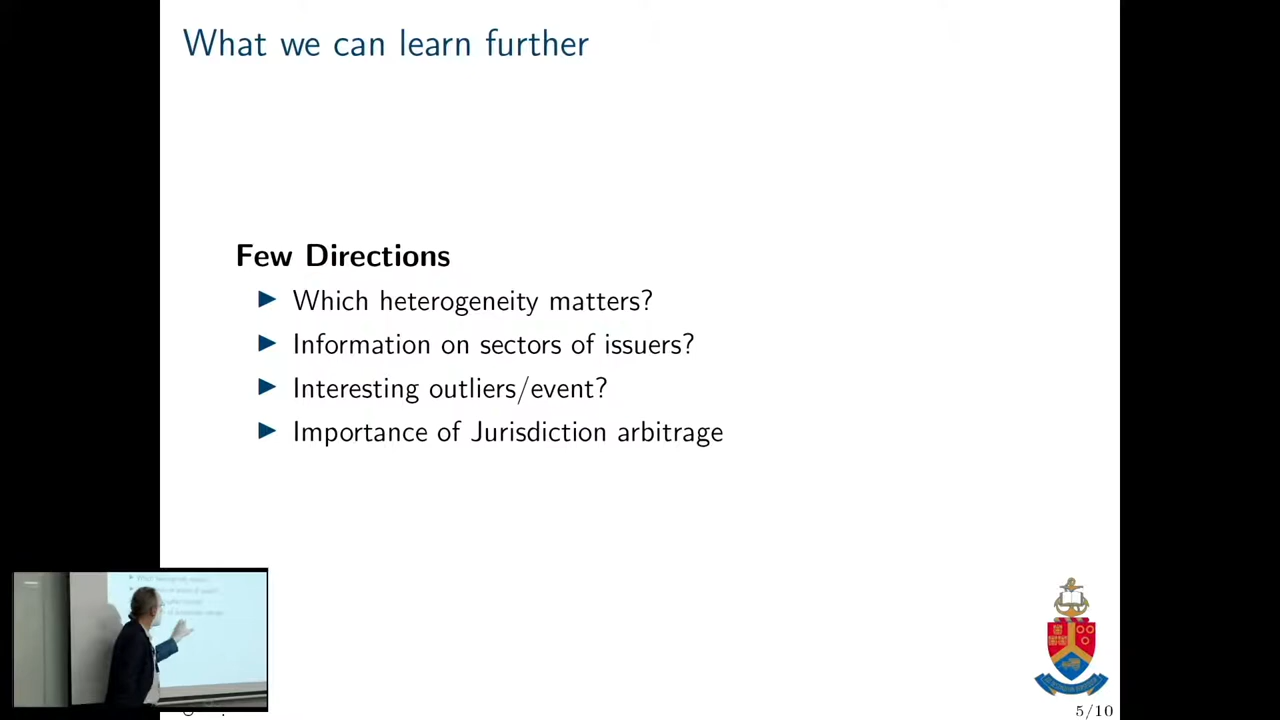 What we can learn further
Few Directions
Which heterogeneity matters?
Information on sectors of issuers?
Interesting outliers/event?
Importance of Jurisdiction arbitrage
5/10